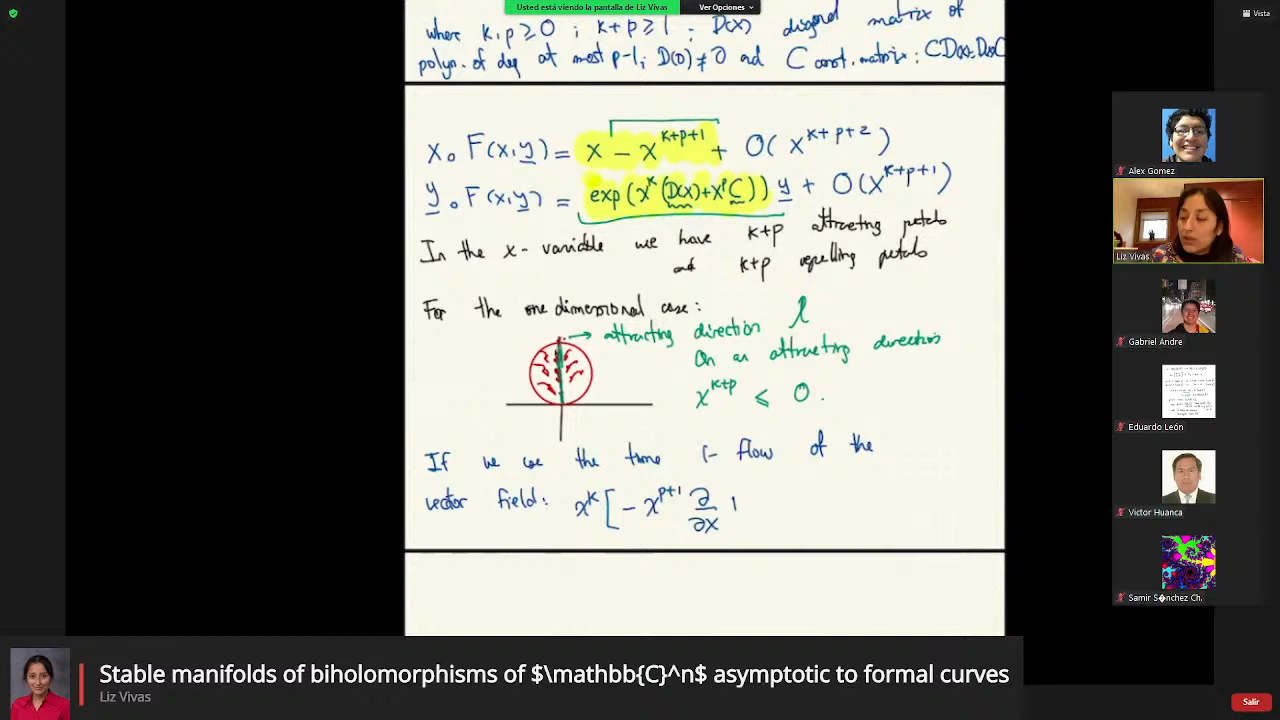 Usted está viendo la pantalla de Liz Vivas
Ver Opciones
Vista
where k, p ≥ 0 ; k+p ≥ 1 ; D(x) diagonal matrix of
polyn. of deg at most p-1; D(0) ≠ 0 and C const. matrix: CD(x)=D(x)C
x∘F(x,y) = x - x^{k+p+1} + O(x^{k+p+2})
y∘F(x,y) = exp(x^k(D(x)+x^p C)) y + O(x^{k+p+1})
In the x-variable we have k+p attracting petals
and k+p repelling petals
For the one dimensional case:
→ attracting direction ℓ
On an attracting direction
x^{k+p} ≤ 0.
If we use the time 1- flow of the
vector field: x^k [ - x^{p+1} ∂/∂x
Alex Gomez
Liz Vivas
Gabriel Andre
Eduardo León
Victor Huanca
Samir S�nchez Ch.
Stable manifolds of biholomorphisms of $\mathbb{C}^n$ asymptotic to formal curves
Liz Vivas
Salir